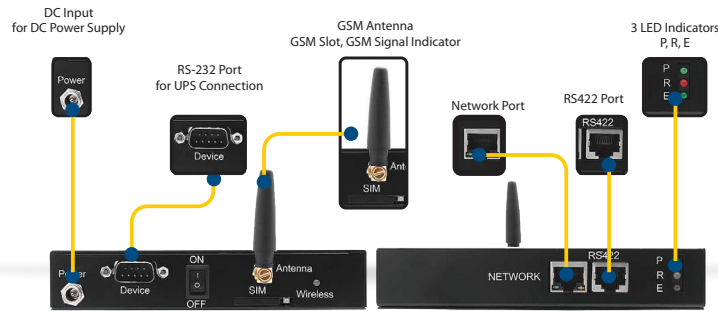 DC Input
for DC Power Supply
GSM Antenna
GSM Slot, GSM Signal Indicator
3 LED Indicators
P, R, E
RS-232 Port
for UPS Connection
Network Port
RS422 Port
Power
Device
Ant
SIM
RS422
P
R
E
Power
Device
ON
I
O
OFF
Antenna
SIM
Wireless
NETWORK
RS422
P
R
E